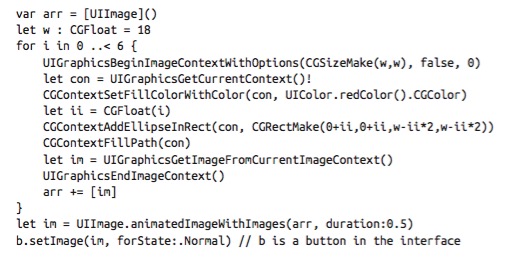 var arr = [UIImage]()
let w : CGFloat = 18
for i in 0 ..< 6 {
    UIGraphicsBeginImageContextWithOptions(CGSizeMake(w,w), false, 0)
    let con = UIGraphicsGetCurrentContext()!
    CGContextSetFillColorWithColor(con, UIColor.redColor().CGColor)
    let ii = CGFloat(i)
    CGContextAddEllipseInRect(con, CGRectMake(0+ii,0+ii,w-ii*2,w-ii*2))
    CGContextFillPath(con)
    let im = UIGraphicsGetImageFromCurrentImageContext()
    UIGraphicsEndImageContext()
    arr += [im]
}
let im = UIImage.animatedImageWithImages(arr, duration:0.5)
b.setImage(im, forState:.Normal) // b is a button in the interface